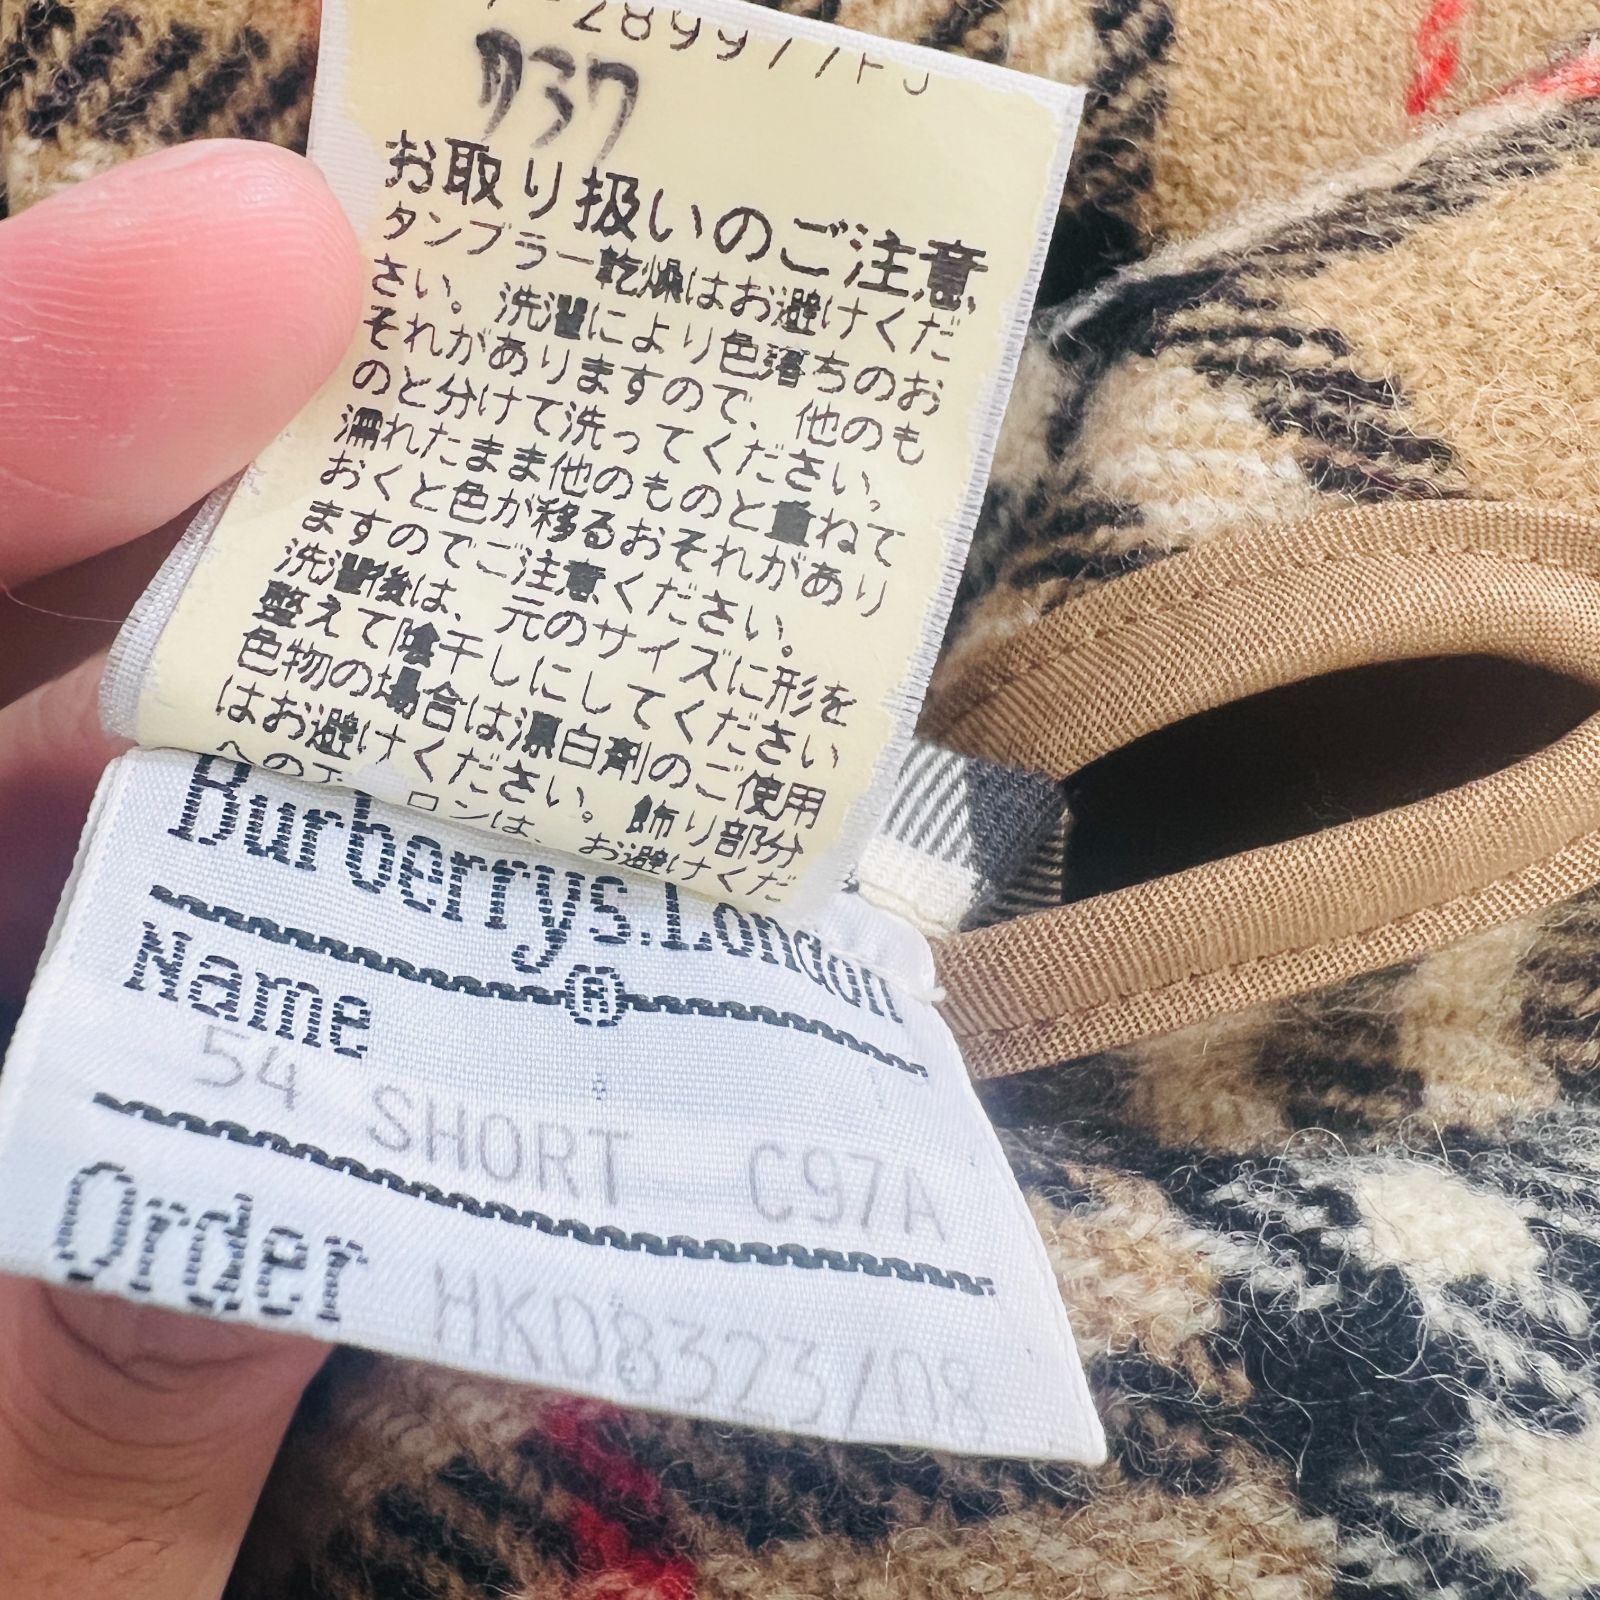 937
お取り扱いのご注意
タンブラー乾燥はお避けくだ
さい。洗濯により色落ちのお
それがありますので、他のも
のと分けて洗ってください。
濡れたまま他のものと重ねて
おくと色が移るおそれがあり
ますのでご注意ください。
洗濯後は、元のサイズに形を
整えて陰干しにしてください
色物の場合は漂白剤のご使用
はお避けください。飾り部分
ロンは、お避けくだ
Burberrys.London
®
Name
54 SHORT C97A
Order HKD8323/08